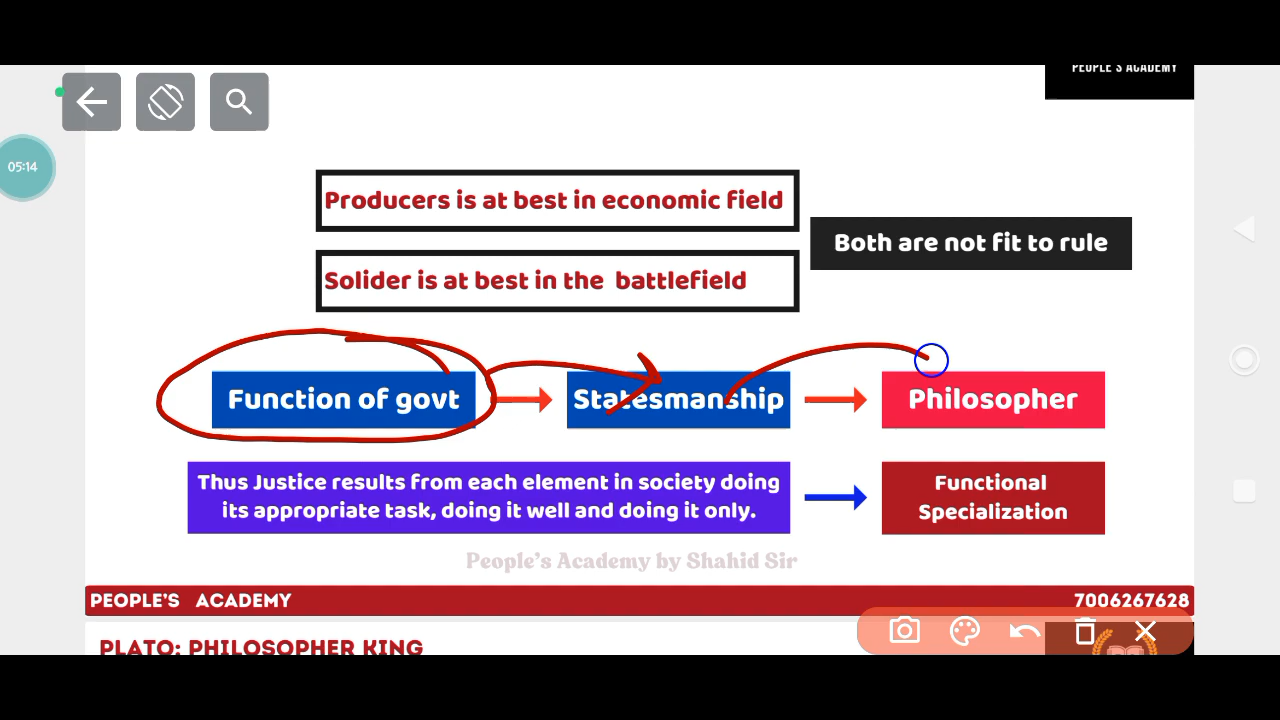 PEOPLE'S ACADEMY
05:14
Producers is at best in economic field
Both are not fit to rule
Solider is at best in the battlefield
Function of govt
Statesmanship
Philosopher
Thus Justice results from each element in society doing
its appropriate task, doing it well and doing it only.
Functional
Specialization
People's Academy by Shahid Sir
PEOPLE'S ACADEMY
7006267628
PLATO: PHILOSOPHER KING